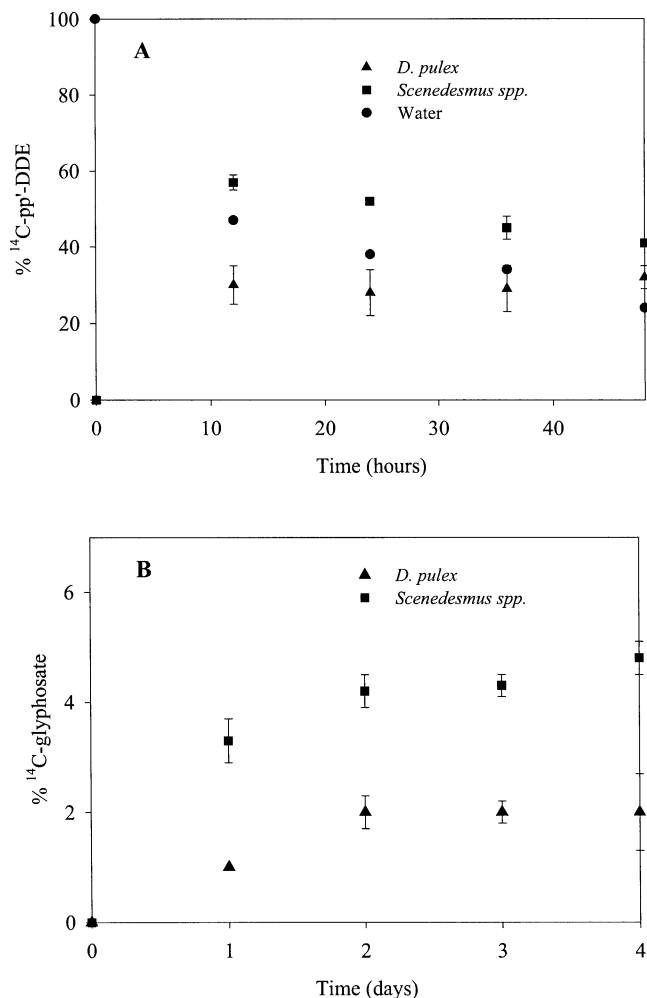 100
A
D. pulex
Scenedesmus spp.
Water
80
60
40
20
0
% ¹⁴C-pp'-DDE
0 10 20 30 40
Time (hours)
B
D. pulex
Scenedesmus spp.
6
4
2
0
% ¹⁴C-glyphosate
0 1 2 3 4
Time (days)